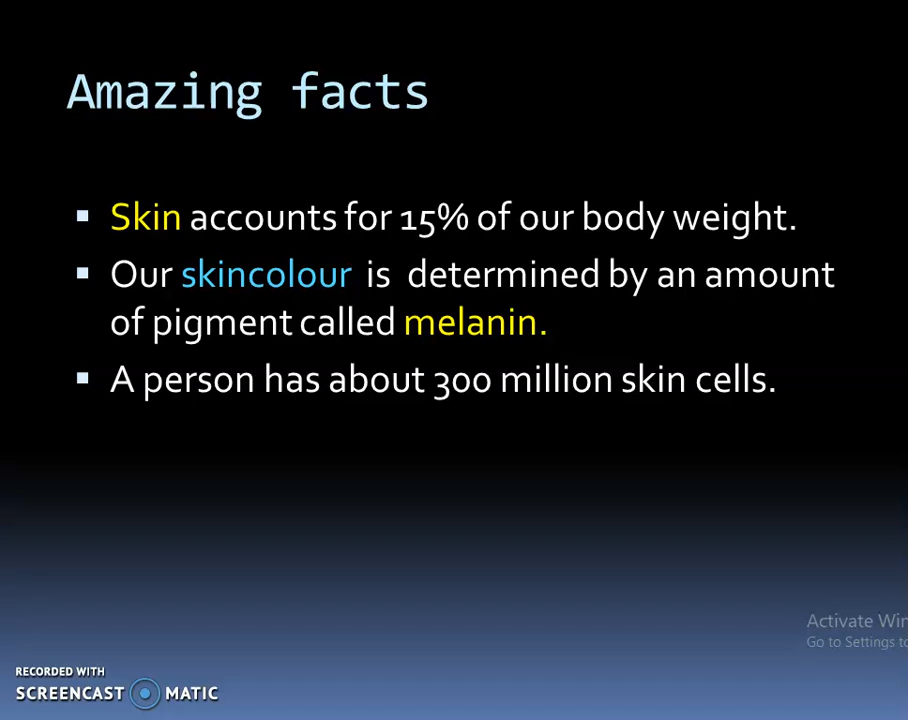 Amazing facts
Skin accounts for 15% of our body weight.
Our skincolour is determined by an amount
of pigment called melanin.
A person has about 300 million skin cells.
Activate Win
Go to Settings to
RECORDED WITH
SCREENCAST MATIC